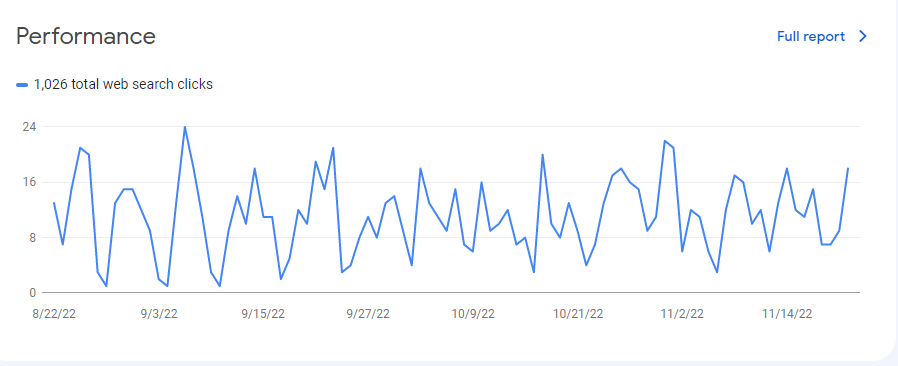 Performance
Full report
1,026 total web search clicks
24
16
8
0
8/22/22 9/3/22 9/15/22 9/27/22 10/9/22 10/21/22 11/2/22 11/14/22